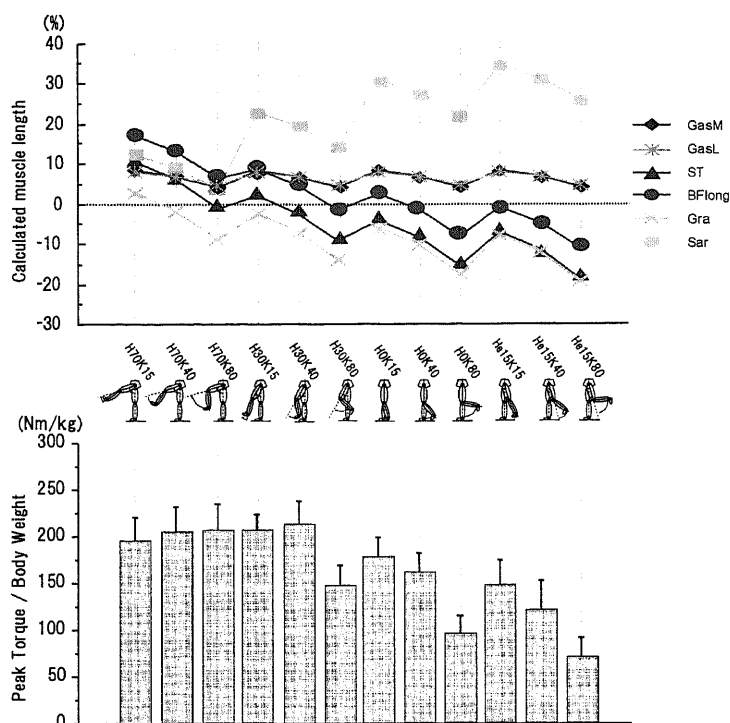 (%)
40
30
20
10
0
-10
-20
-30
Calculated muscle length
GasM
GasL
ST
BFlong
Gra
Sar
H70K15
H70K40
H70K80
H30K15
H30K40
H30K80
H0K15
H0K40
H0K80
He15K15
He15K40
He15K80
(Nm/kg)
300
250
200
150
100
50
0
Peak Torque / Body Weight